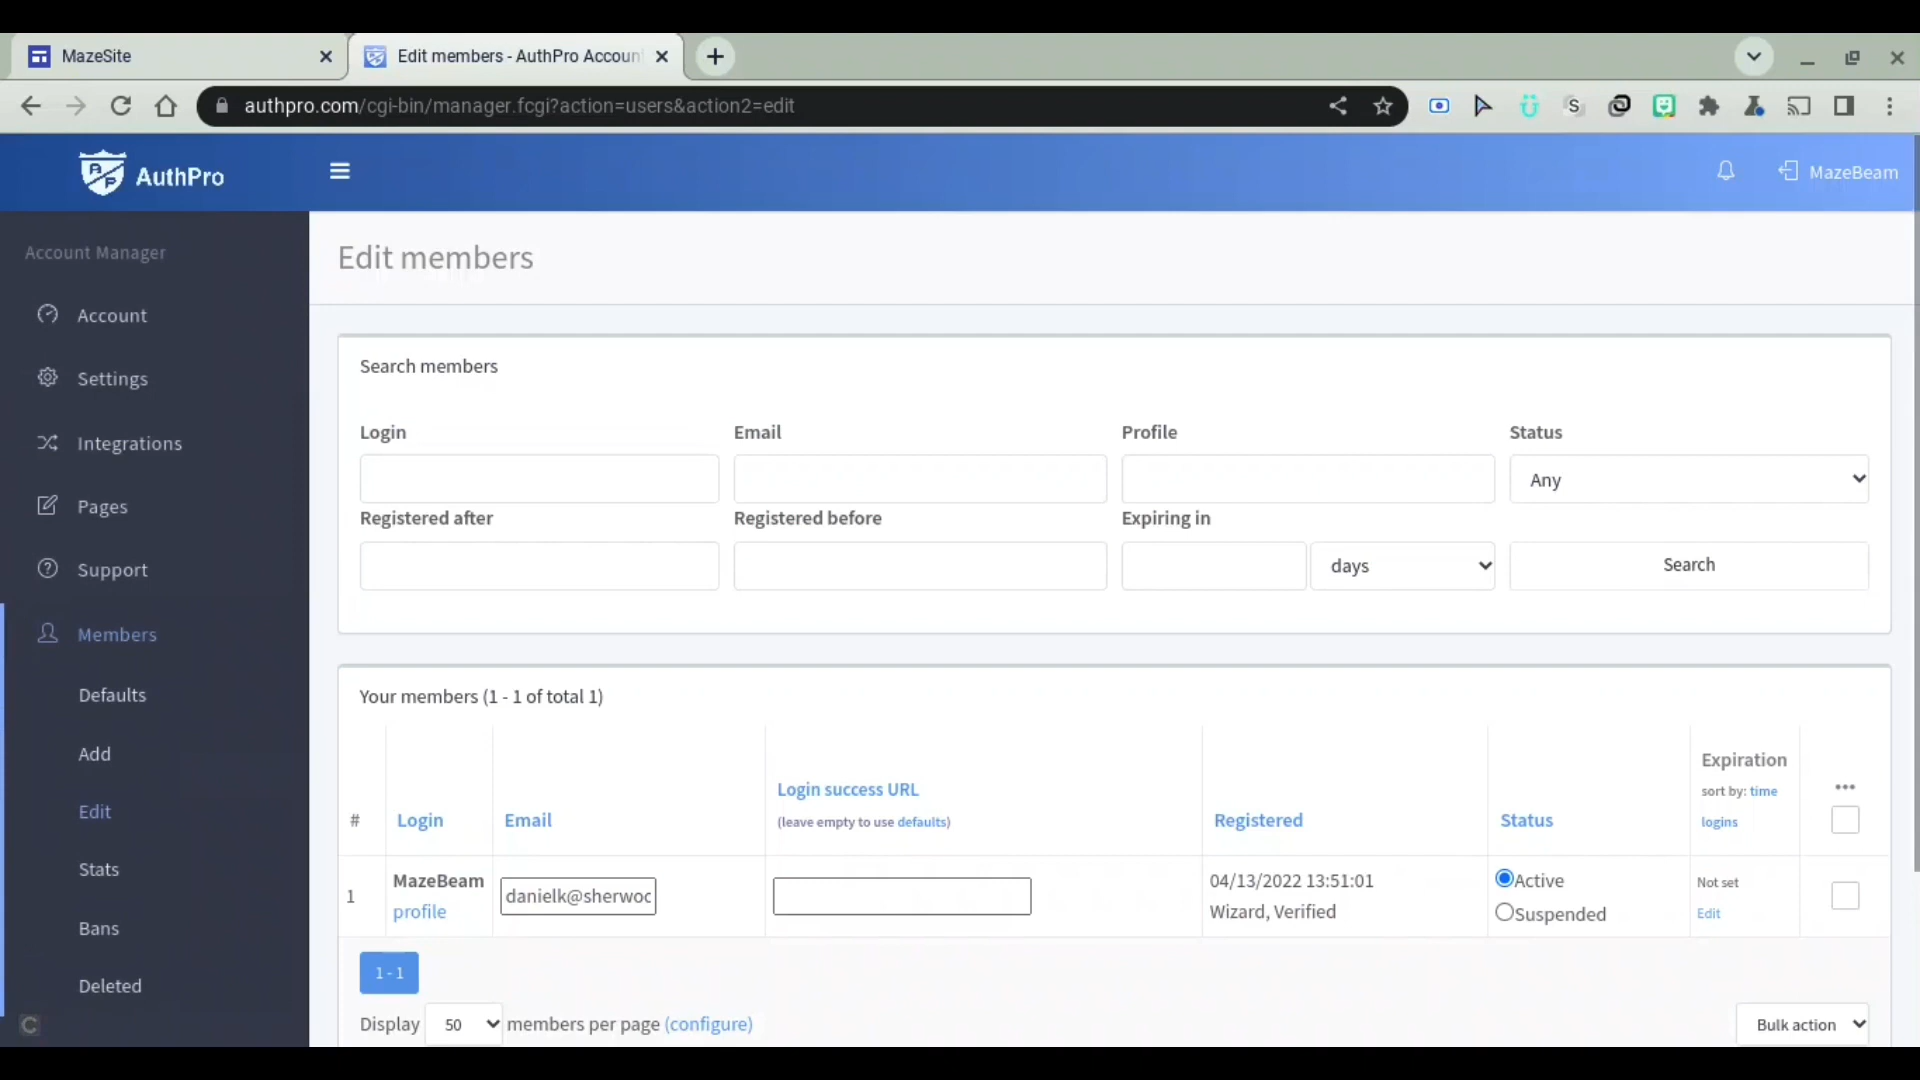 MazeSite
Edit members - AuthPro Accoun
authpro.com/cgi-bin/manager.fcgi?action=users&action2=edit
AuthPro
MazeBeam
Account Manager
Account
Settings
Integrations
Pages
Support
Members
Defaults
Add
Edit
Stats
Bans
Deleted
Edit members
Search members
Login Email Profile Status
Any
Registered after Registered before Expiring in
days Search
Your members (1 - 1 of total 1)
# Login Email Login success URL
(leave empty to use defaults)
Registered Status Expiration
sort by: time
logins
1 MazeBeam
profile
danielk@sherwoc
04/13/2022 13:51:01
Wizard, Verified
Active
Suspended
Not set
Edit
1 - 1
Display 50 members per page (configure)
Bulk action